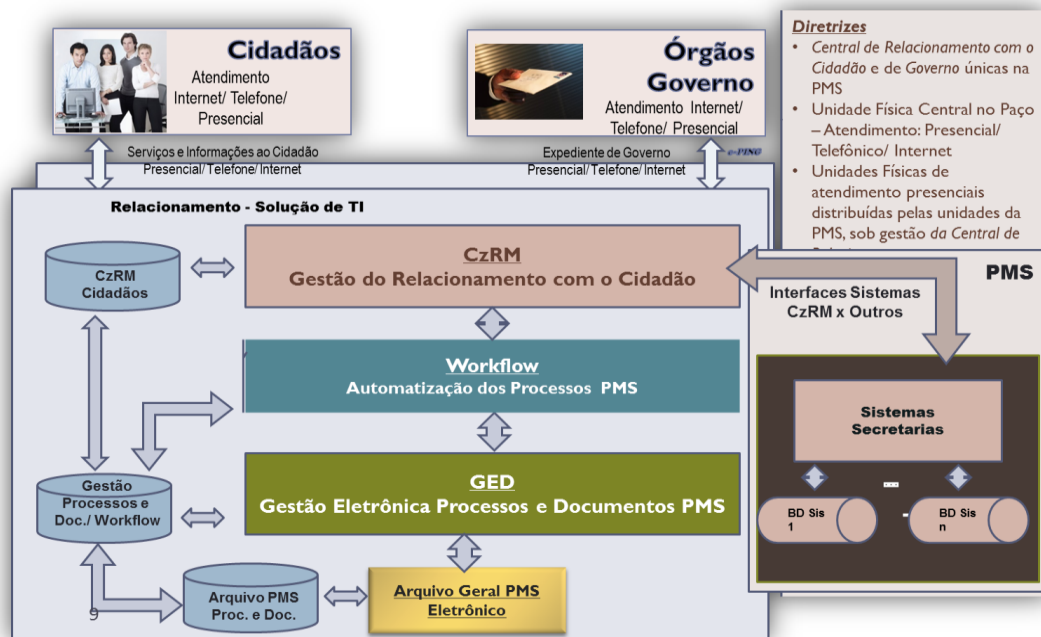 Cidadãos
Atendimento
Internet/ Telefone/
Presencial
Órgãos
Governo
Atendimento Internet/
Telefone/ Presencial
Diretrizes
• Central de Relacionamento com o
Cidadão e de Governo únicas na
PMS
• Unidade Física Central no Paço
– Atendimento: Presencial/
Telefônico/ Internet
• Unidades Físicas de
atendimento presenciais
distribuídas pelas unidades da
PMS, sob gestão da Central de
Serviços e Informações ao Cidadão
Presencial/ Telefone/ Internet
Expediente de Governo
Presencial/ Telefone/ Internet
e-PING
Relacionamento - Solução de TI
CzRM
Cidadãos
CzRM
Gestão do Relacionamento com o Cidadão
Workflow
Automatização dos Processos PMS
GED
Gestão Eletrônica Processos e Documentos PMS
Gestão
Processos e
Doc./ Workflow
Arquivo PMS
Proc. e Doc.
Arquivo Geral PMS
Eletrônico
9
PMS
Interfaces Sistemas
CzRM x Outros
Sistemas
Secretarias
...
BD Sis
1
-
BD Sis
n